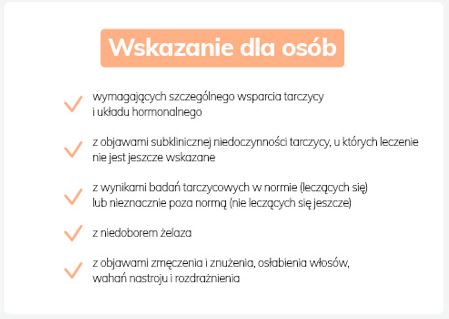 Wskazanie dla osób
wymagających szczególnego wsparcia tarczycy
i układu hormonalnego
z objawami subklinicznej niedoczynności tarczycy, u których leczenie
nie jest jeszcze wskazane
z wynikami badań tarczycowych w normie (leczących się)
lub nieznacznie poza normą (nie leczących się jeszcze)
z niedoborem żelaza
z objawami zmęczenia i znużenia, osłabienia włosów,
wahań nastroju i rozdrażnienia